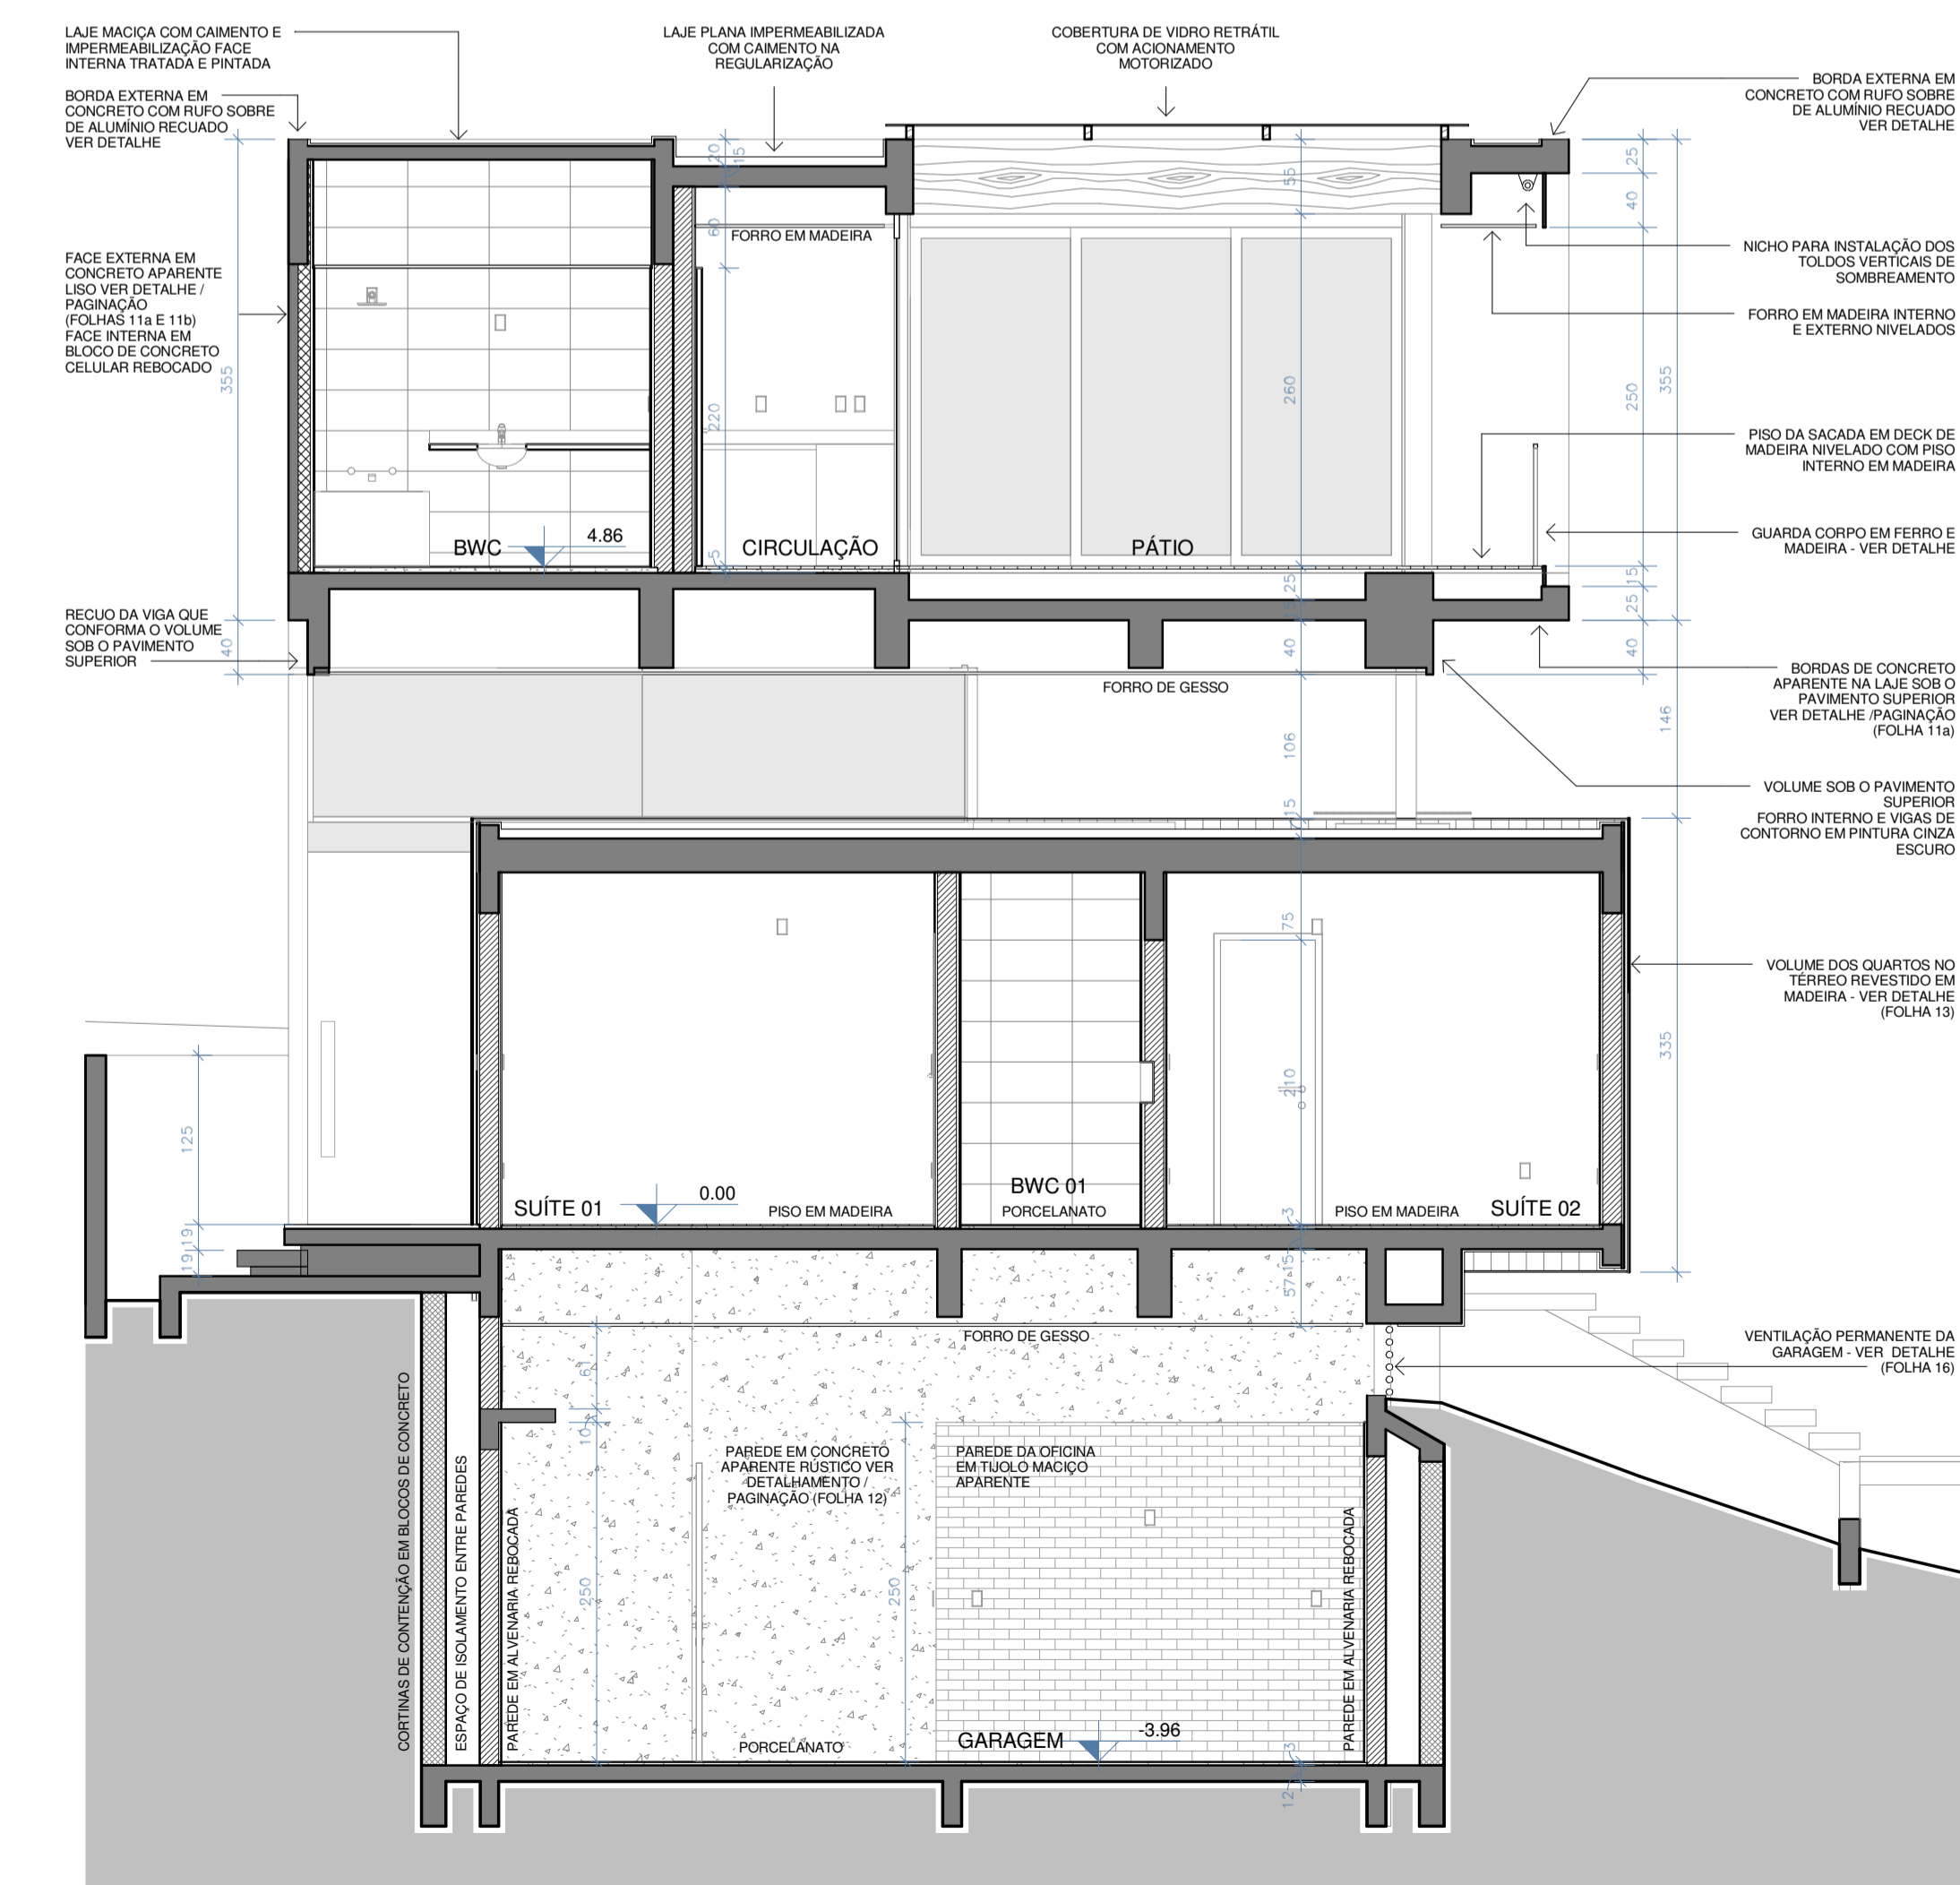 LAJE MACIÇA COM CAIMENTO E
IMPERMEABILIZAÇÃO FACE
INTERNA TRATADA E PINTADA
LAJE PLANA IMPERMEABILIZADA
COM CAIMENTO NA
REGULARIZAÇÃO
COBERTURA DE VIDRO RETRÁTIL
COM ACIONAMENTO
MOTORIZADO
BORDA EXTERNA EM
CONCRETO COM RUFO SOBRE
DE ALUMÍNIO RECUADO
VER DETALHE
BORDA EXTERNA EM
CONCRETO COM RUFO SOBRE
DE ALUMÍNIO RECUADO
VER DETALHE
20
15
55
25
40
60
FORRO EM MADEIRA
NICHO PARA INSTALAÇÃO DOS
TOLDOS VERTICAIS DE
SOMBREAMENTO
FACE EXTERNA EM
CONCRETO APARENTE
LISO VER DETALHE /
PAGINAÇÃO
(FOLHAS 11a E 11b)
FACE INTERNA EM
BLOCO DE CONCRETO
CELULAR REBOCADO
FORRO EM MADEIRA INTERNO
E EXTERNO NIVELADOS
355
220
260
250
355
PISO DA SACADA EM DECK DE
MADEIRA NIVELADO COM PISO
INTERNO EM MADEIRA
GUARDA CORPO EM FERRO E
MADEIRA - VER DETALHE
BWC
4.86
CIRCULAÇÃO
PÁTIO
5
25
15
15
25
RECUO DA VIGA QUE
CONFORMA O VOLUME
SOB O PAVIMENTO
SUPERIOR
40
40
40
FORRO DE GESSO
BORDAS DE CONCRETO
APARENTE NA LAJE SOB O
PAVIMENTO SUPERIOR
VER DETALHE /PAGINAÇÃO
(FOLHA 11a)
106
146
15
VOLUME SOB O PAVIMENTO
SUPERIOR
FORRO INTERNO E VIGAS DE
CONTORNO EM PINTURA CINZA
ESCURO
75
VOLUME DOS QUARTOS NO
TÉRREO REVESTIDO EM
MADEIRA - VER DETALHE
(FOLHA 13)
210
335
125
SUÍTE 01
0.00
PISO EM MADEIRA
BWC 01
PORCELANATO
PISO EM MADEIRA
SUÍTE 02
3
19
19
15
57
FORRO DE GESSO
VENTILAÇÃO PERMANENTE DA
GARAGEM - VER DETALHE
(FOLHA 16)
61
10
CORTINAS DE CONTENÇÃO EM BLOCOS DE CONCRETO
ESPAÇO DE ISOLAMENTO ENTRE PAREDES
PAREDE EM ALVENARIA REBOCADA
PAREDE EM CONCRETO
APARENTE RÚSTICO VER
DETALHAMENTO /
PAGINAÇÃO (FOLHA 12)
PAREDE DA OFICINA
EM TIJOLO MACIÇO
APARENTE
PAREDE EM ALVENARIA REBOCADA
250
250
PORCELANATO
GARAGEM
-3.96
3
12